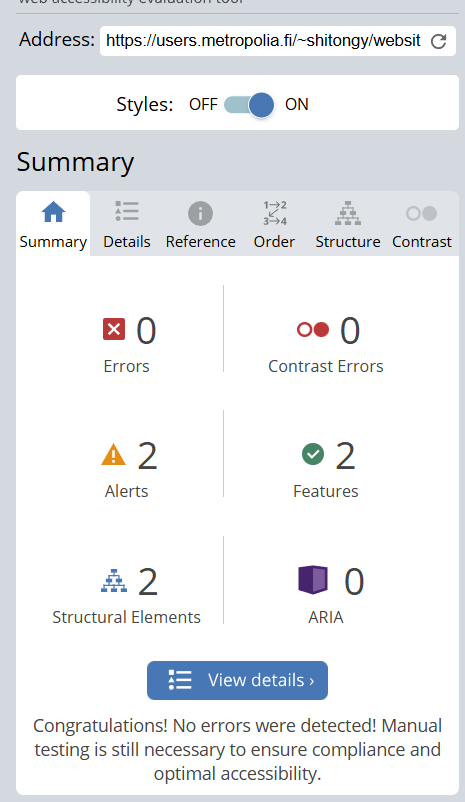 web accessibility evaluation tool
Address: https://users.metropolia.fi/~shitongy/websit
Styles: OFF ON
Summary
1→2
3→4
Summary Details Reference Order Structure Contrast
0 0
Errors Contrast Errors
2 2
Alerts Features
2 0
Structural Elements ARIA
View details ›
Congratulations! No errors were detected! Manual
testing is still necessary to ensure compliance and
optimal accessibility.